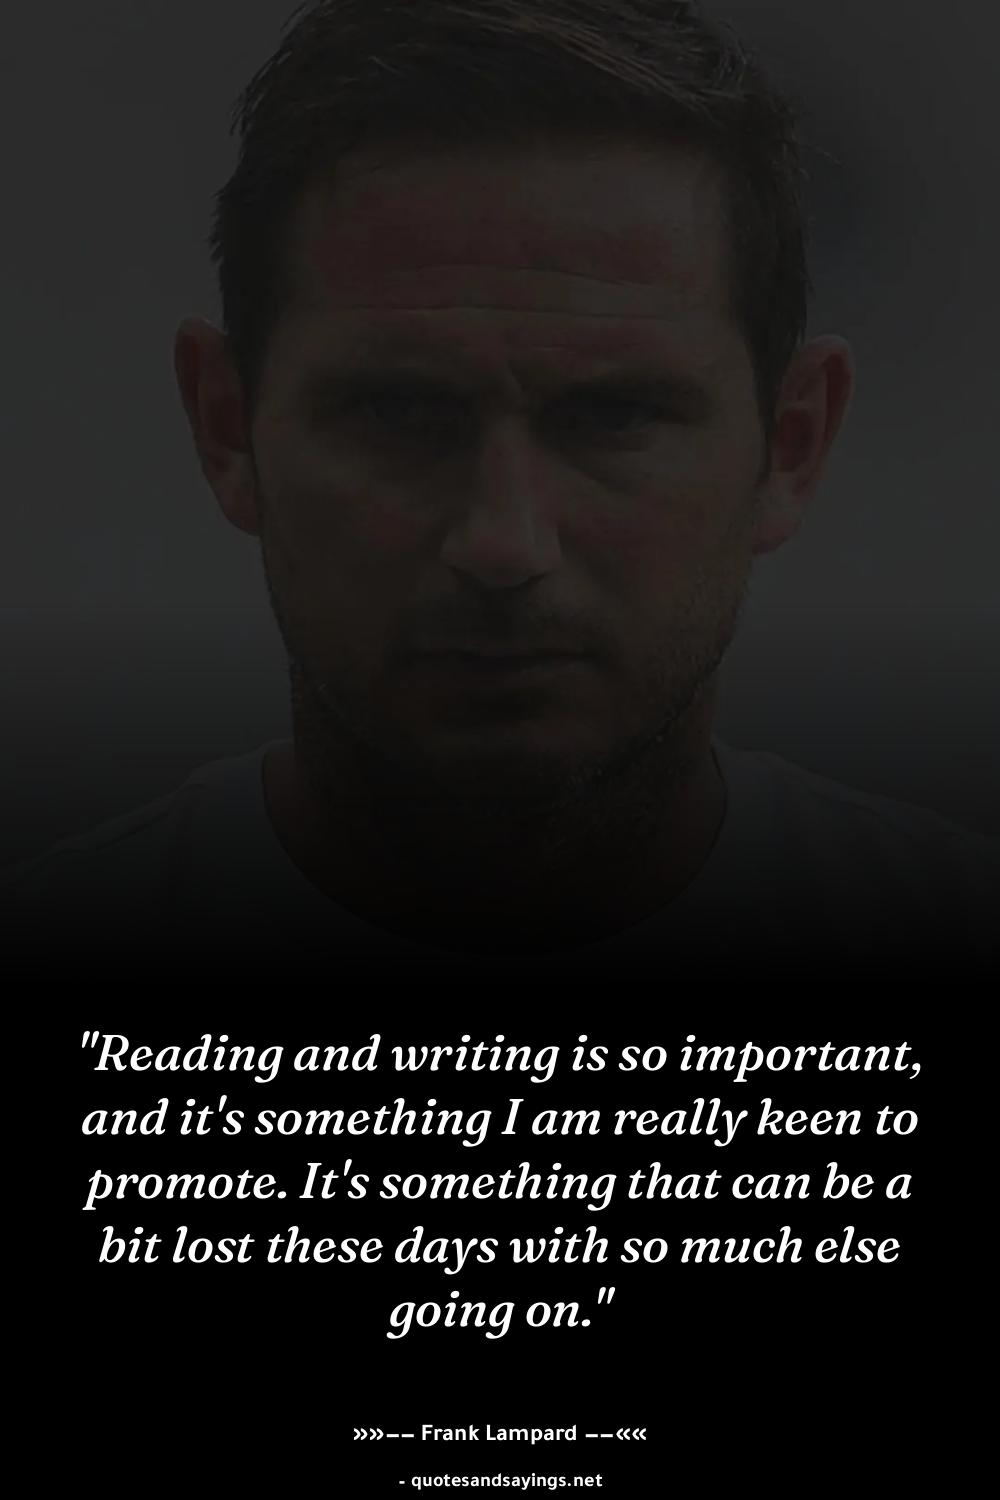 "Reading and writing is so important,
and it's something I am really keen to
promote. It's something that can be a
bit lost these days with so much else
going on."
»»–– Frank Lampard ––««
- quotesandsayings.net